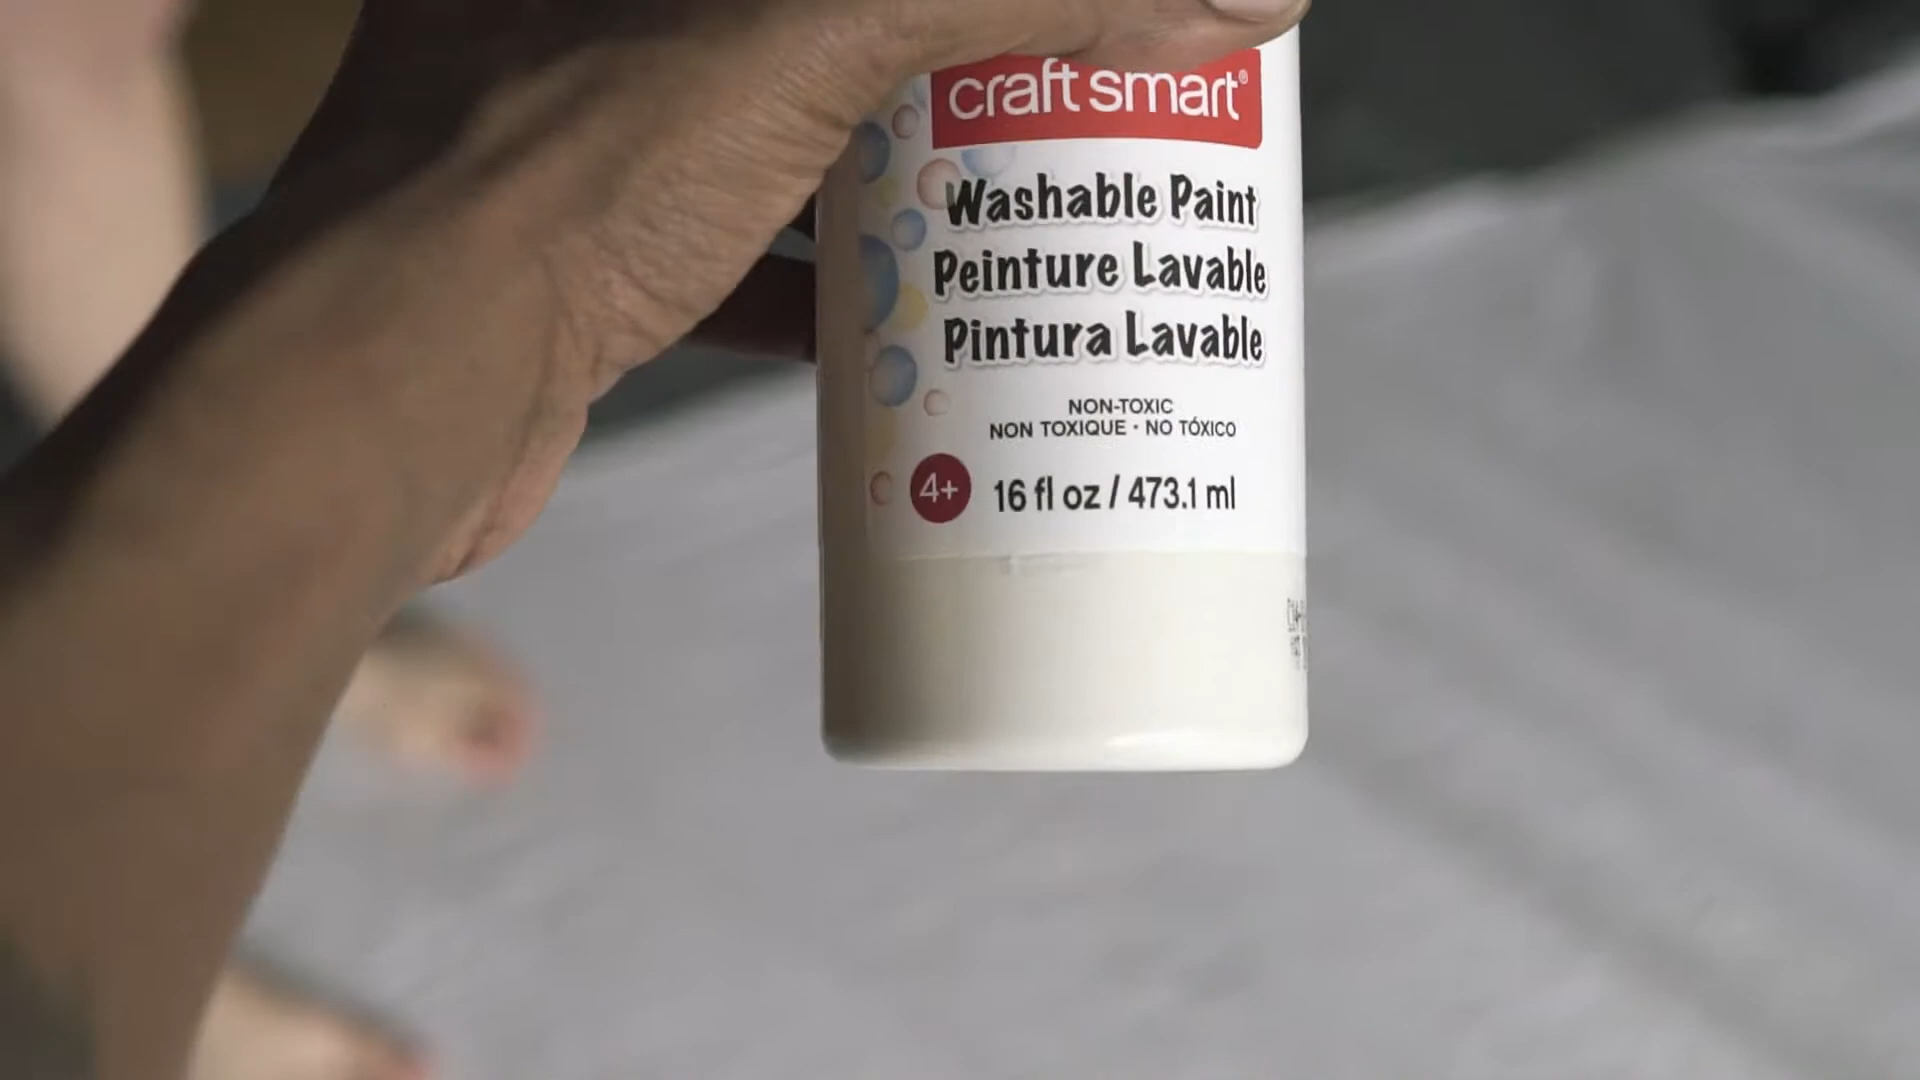 craft smart®
Washable Paint
Peinture Lavable
Pintura Lavable
NON-TOXIC
NON TOXIQUE • NO TÓXICO
4+
16 fl oz / 473.1 ml